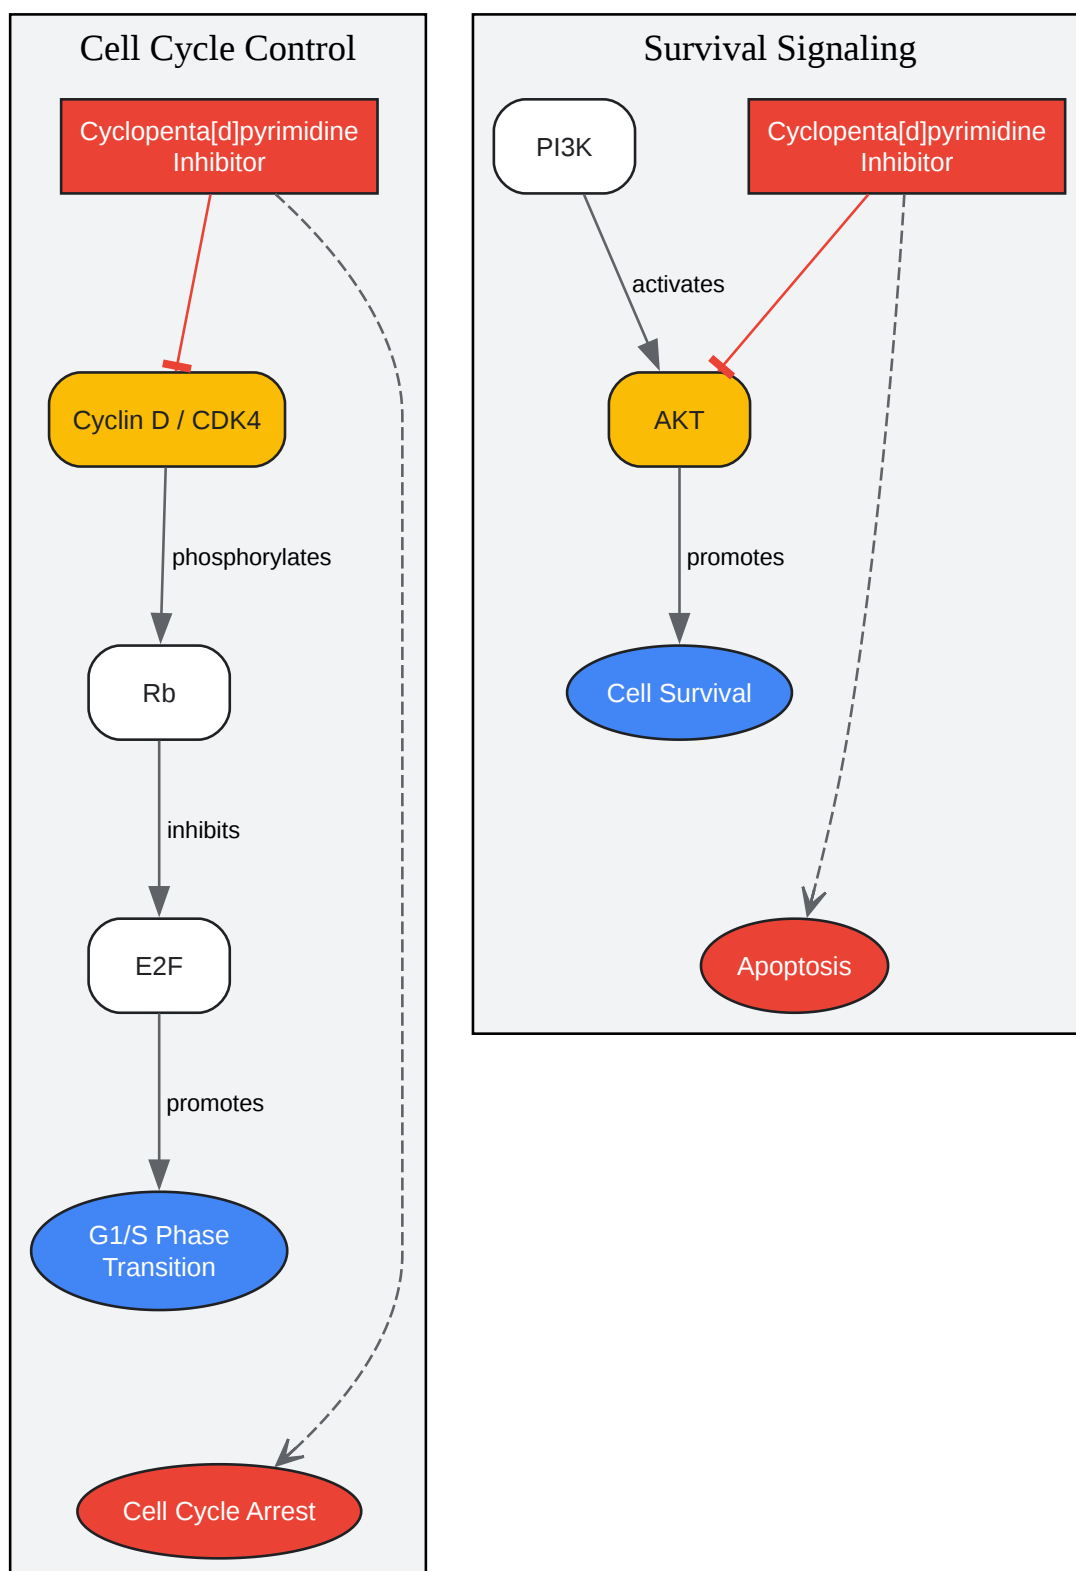 Cell Cycle Control
Cyclopenta[d]pyrimidine
Inhibitor
Cyclin D / CDK4
phosphorylates
Rb
inhibits
E2F
promotes
G1/S Phase
Transition
Cell Cycle Arrest
Survival Signaling
PI3K
Cyclopenta[d]pyrimidine
Inhibitor
activates
AKT
promotes
Cell Survival
Apoptosis